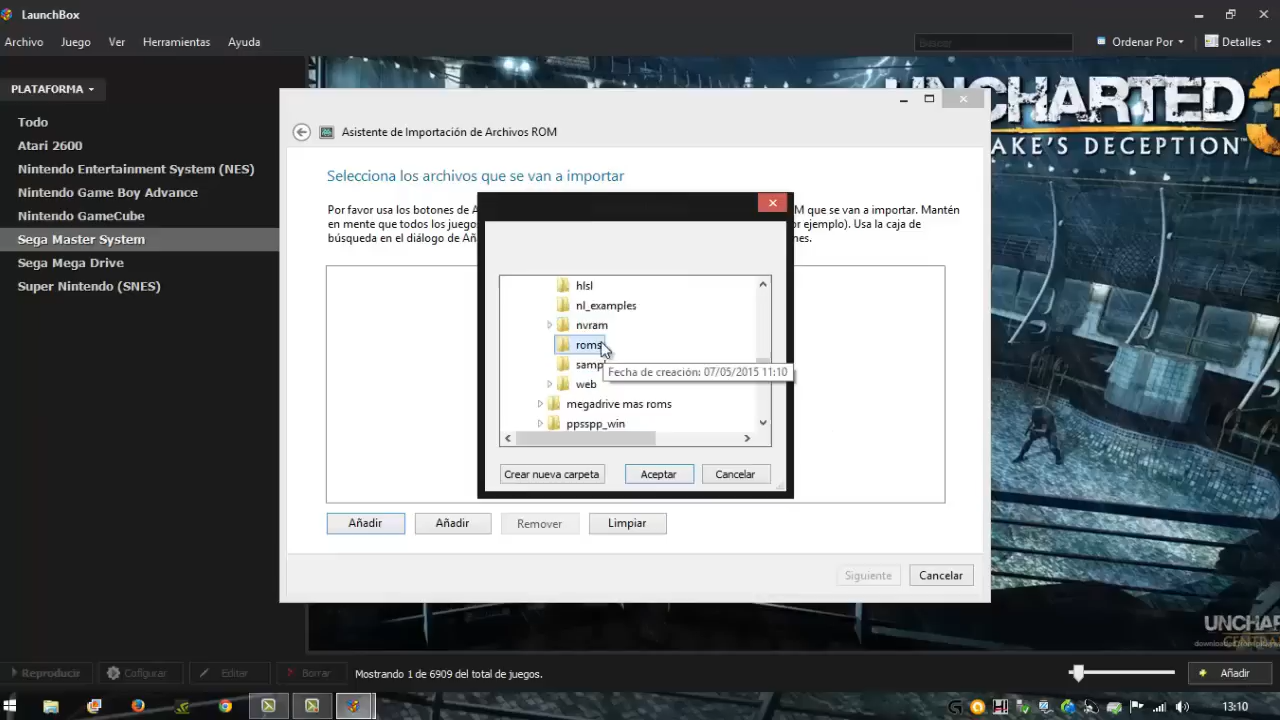 LaunchBox
Archivo Juego Ver Herramientas Ayuda
Buscar Ordenar Por Detalles
PLATAFORMA
Todo
Atari 2600
Nintendo Entertainment System (NES)
Nintendo Game Boy Advance
Nintendo GameCube
Sega Master System
Sega Mega Drive
Super Nintendo (SNES)
UNCHARTED 3
AKE'S DECEPTION
Asistente de Importación de Archivos ROM
Selecciona los archivos que se van a importar
Por favor usa los botones de A M que se van a importar. Mantén
en mente que todos los juego or ejemplo). Usa la caja de
búsqueda en el diálogo de Añ nes.
hlsl
nl_examples
nvram
roms
samp
Fecha de creación: 07/05/2015 11:10
web
megadrive mas roms
ppsspp_win
Crear nueva carpeta Aceptar Cancelar
Añadir Añadir Remover Limpiar
Siguiente Cancelar
UNCHAR
Reproducir Cofigurar Editar Borrar Mostrando 1 de 6909 del total de juegos. Añadir
13:10